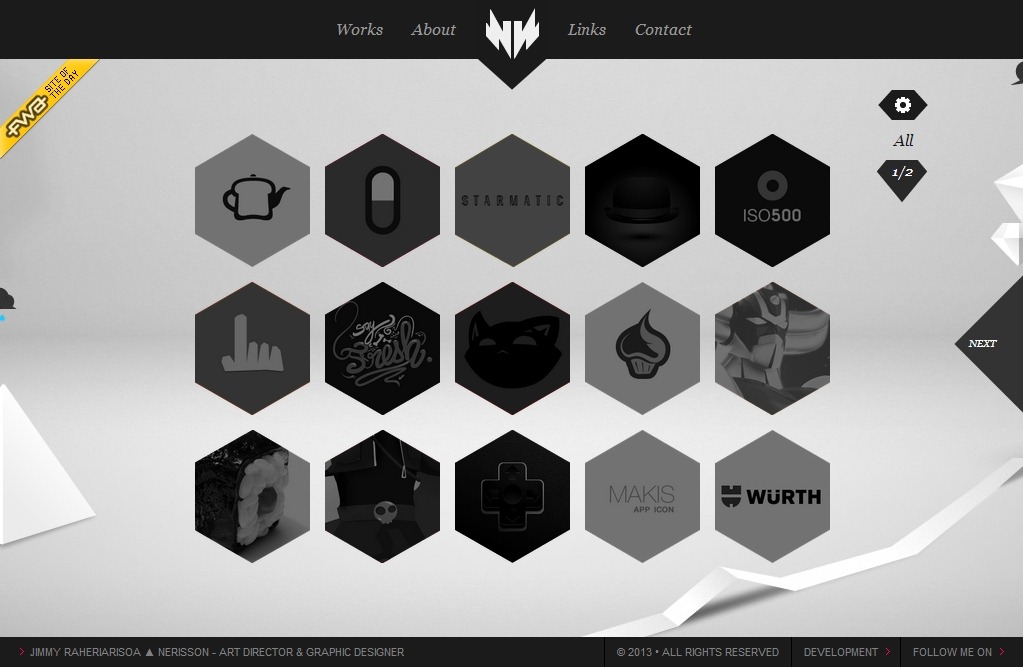 Works About Links Contact
SITE OF
THE DAY
FWA
All
1/2
STARMATIC
ISO500
Say
Fresh.
NEXT
MAKIS
APP ICON
WÜRTH
JIMMY RAHERIARISOA ▲ NERISSON - ART DIRECTOR & GRAPHIC DESIGNER
© 2013 • ALL RIGHTS RESERVED
DEVELOPMENT
FOLLOW ME ON